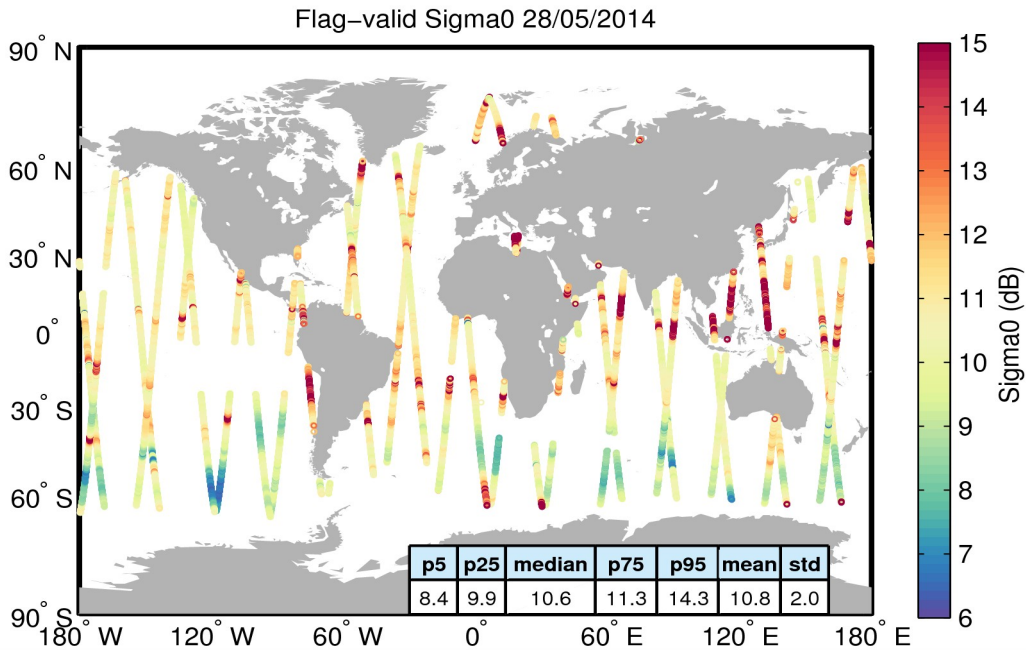 Flag−valid Sigma0 28/05/2014
90° N
60° N
30° N
0°
30° S
60° S
90° S
180° W
120° W
60° W
0°
60° E
120° E
180° E
p5 p25 median p75 p95 mean std
8.4 9.9 10.6 11.3 14.3 10.8 2.0
15
14
13
12
11
10
9
8
7
6
Sigma0 (dB)